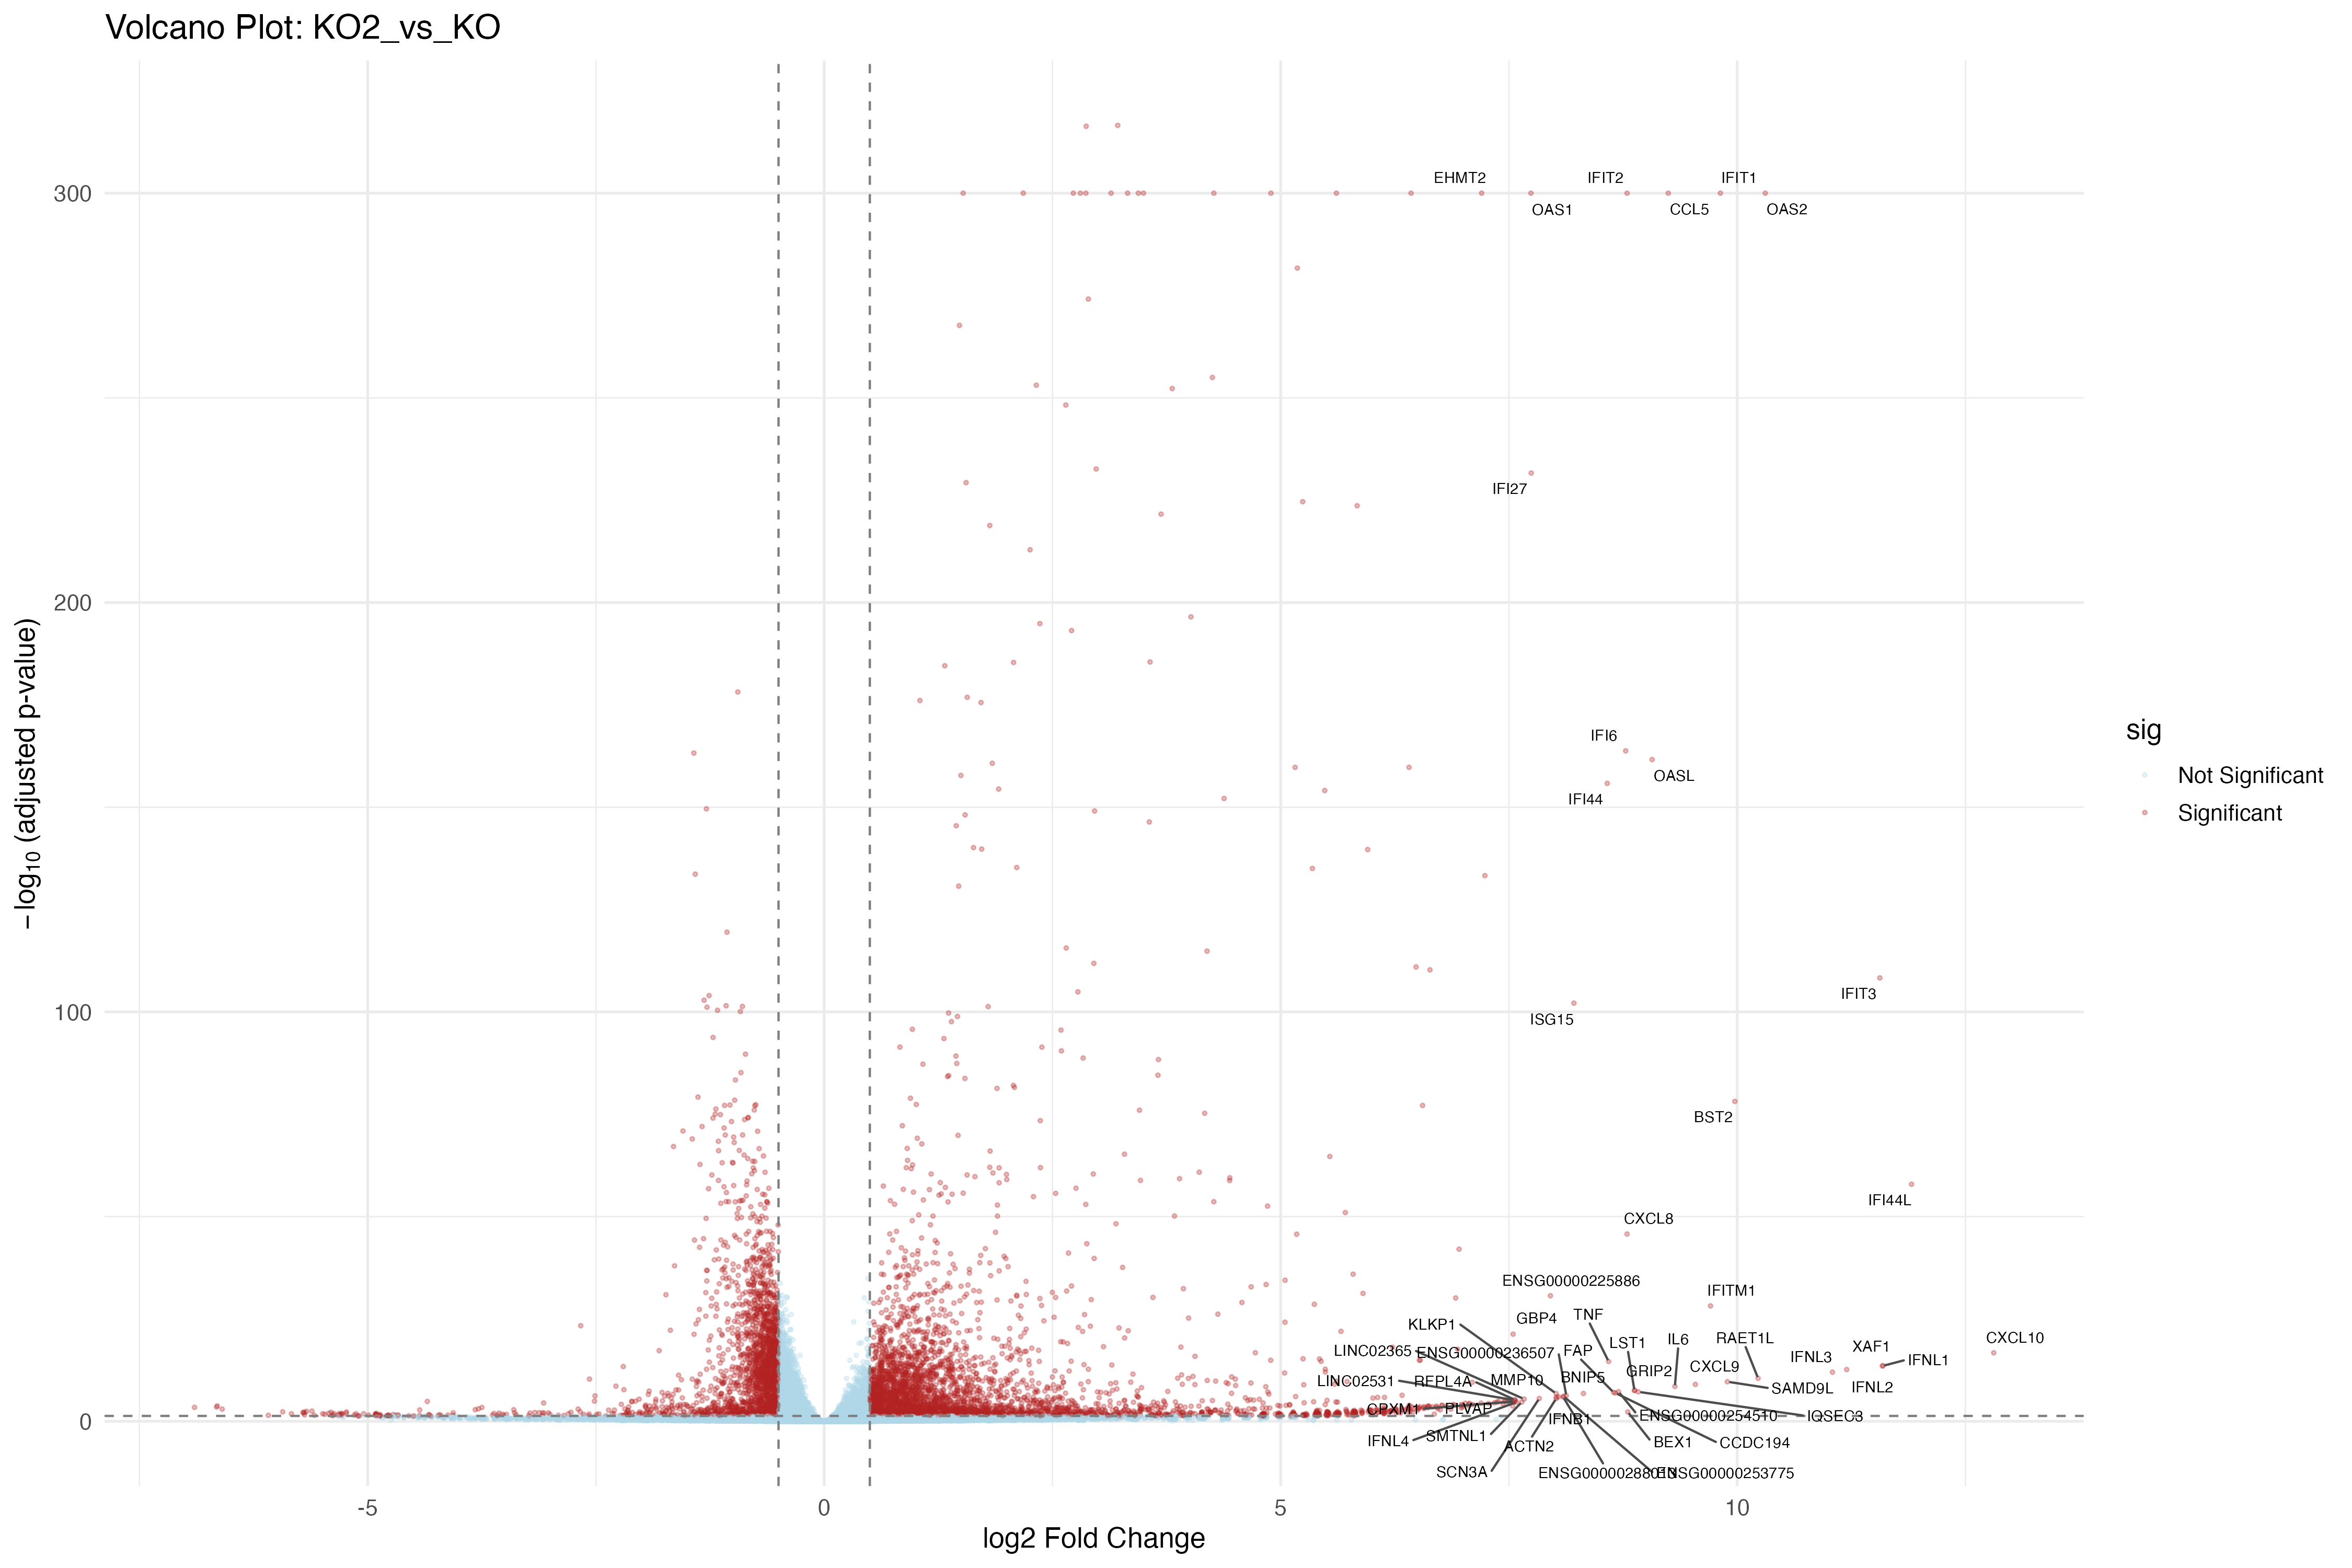 Volcano Plot: KO2_vs_KO
300
200
100
0
−log10 (adjusted p-value)
-5
0
5
10
log2 Fold Change
sig
Not Significant
Significant
EHMT2
IFIT2
IFIT1
OAS1
CCL5
OAS2
IFI27
IFI6
OASL
IFI44
IFIT3
ISG15
BST2
IFI44L
CXCL8
ENSG00000225886
IFITM1
GBP4
TNF
KLKP1
LST1
IL6
RAET1L
XAF1
CXCL10
LINC02365
ENSG00000236507
FAP
IFNL3
IFNL1
GRIP2
CXCL9
LINC02531
REPL4A
MMP10
BNIP5
SAMD9L
IFNL2
CPXM1
PLVAP
IFNB1
ENSG00000254510
IQSEC3
IFNL4
SMTNL1
ACTN2
BEX1
CCDC194
SCN3A
ENSG00000288013
ENSG00000253775